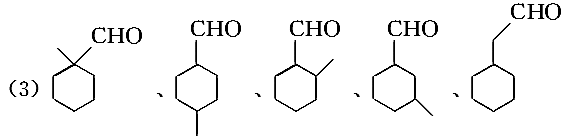 (3) CHO 、 CHO 、 CHO 、 CHO 、 CHO